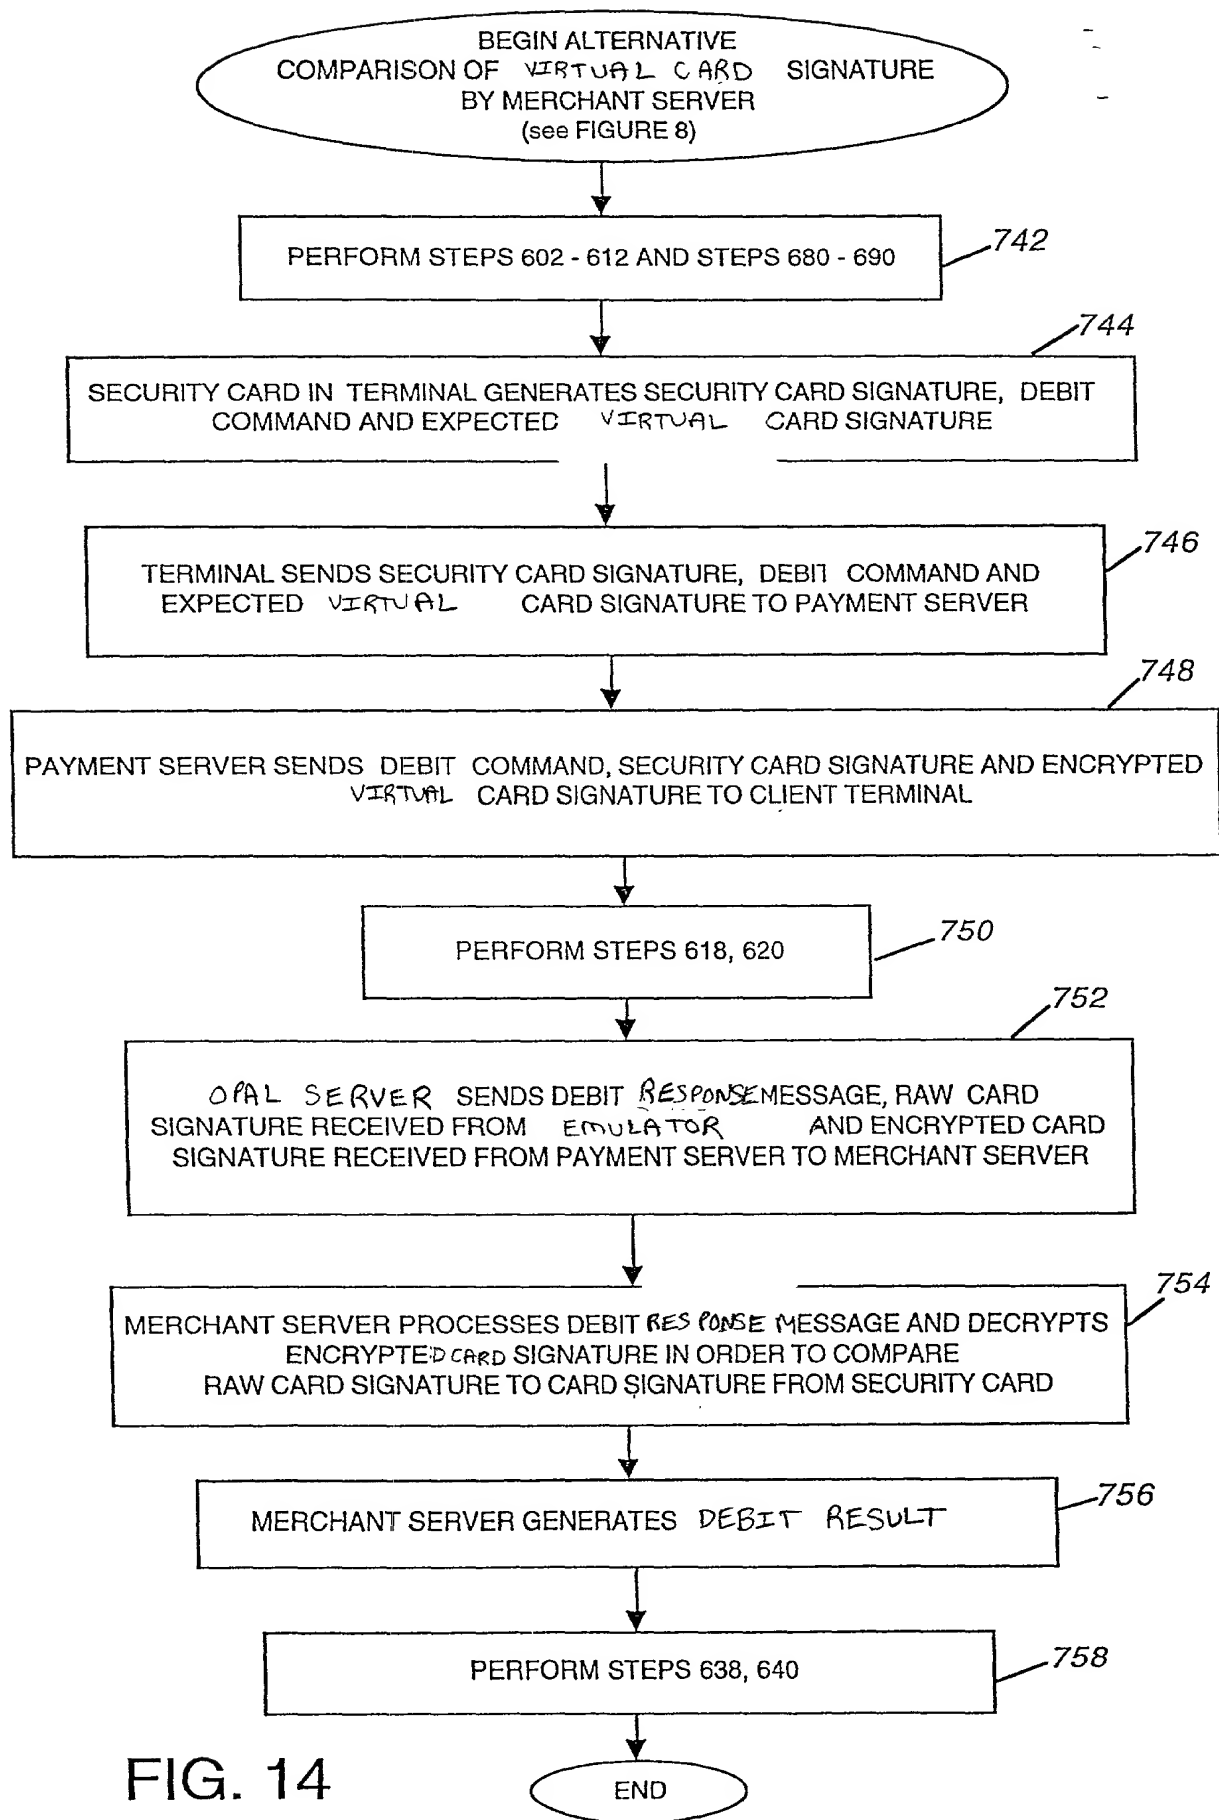 BEGIN ALTERNATIVE
COMPARISON OF VIRTUAL CARD SIGNATURE
BY MERCHANT SERVER
(see FIGURE 8)
PERFORM STEPS 602 - 612 AND STEPS 680 - 690
742
744
SECURITY CARD IN TERMINAL GENERATES SECURITY CARD SIGNATURE, DEBIT
COMMAND AND EXPECTED VIRTUAL CARD SIGNATURE
746
TERMINAL SENDS SECURITY CARD SIGNATURE, DEBIT COMMAND AND
EXPECTED VIRTUAL CARD SIGNATURE TO PAYMENT SERVER
748
PAYMENT SERVER SENDS DEBIT COMMAND, SECURITY CARD SIGNATURE AND ENCRYPTED
VIRTUAL CARD SIGNATURE TO CLIENT TERMINAL
PERFORM STEPS 618, 620
750
752
OPAL SERVER SENDS DEBIT RESPONSE MESSAGE, RAW CARD
SIGNATURE RECEIVED FROM EMULATOR AND ENCRYPTED CARD
SIGNATURE RECEIVED FROM PAYMENT SERVER TO MERCHANT SERVER
754
MERCHANT SERVER PROCESSES DEBIT RESPONSE MESSAGE AND DECRYPTS
ENCRYPTED CARD SIGNATURE IN ORDER TO COMPARE
RAW CARD SIGNATURE TO CARD SIGNATURE FROM SECURITY CARD
MERCHANT SERVER GENERATES DEBIT RESULT
756
PERFORM STEPS 638, 640
758
FIG. 14
END